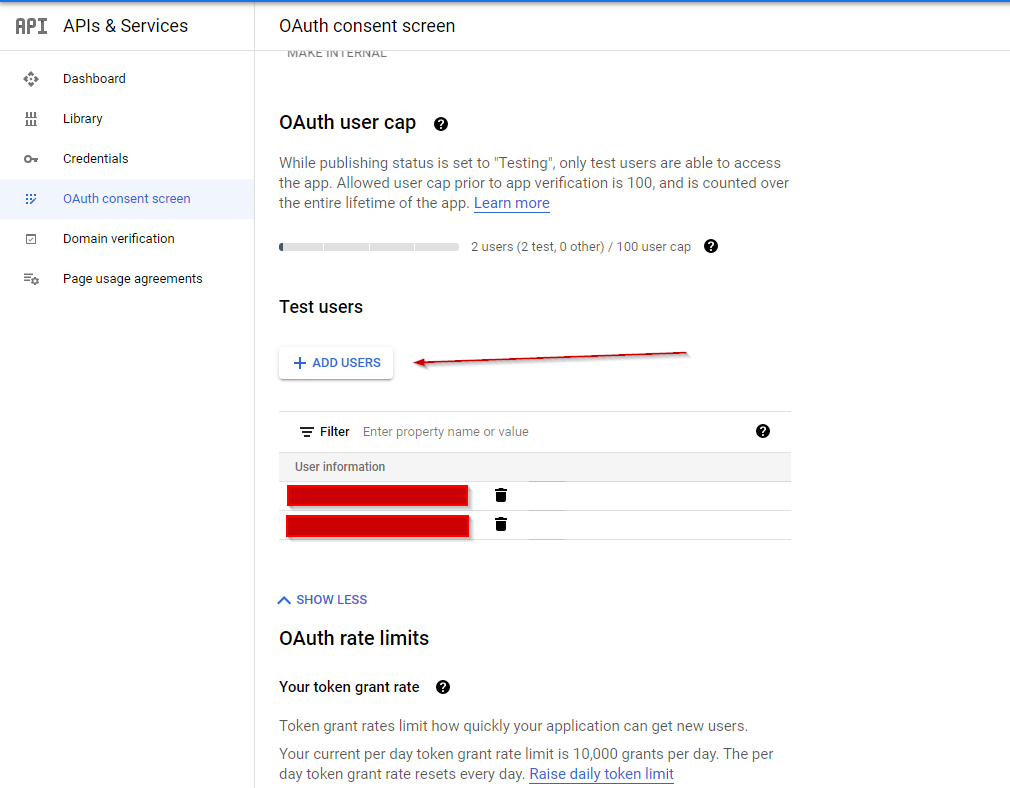 API APIs & Services
OAuth consent screen
MAKE INTERNAL
Dashboard
Library
Credentials
OAuth consent screen
Domain verification
Page usage agreements
OAuth user cap ?
While publishing status is set to "Testing", only test users are able to access
the app. Allowed user cap prior to app verification is 100, and is counted over
the entire lifetime of the app. Learn more
2 users (2 test, 0 other) / 100 user cap ?
Test users
+ ADD USERS
Filter Enter property name or value ?
User information
SHOW LESS
OAuth rate limits
Your token grant rate ?
Token grant rates limit how quickly your application can get new users.
Your current per day token grant rate limit is 10,000 grants per day. The per
day token grant rate resets every day. Raise daily token limit